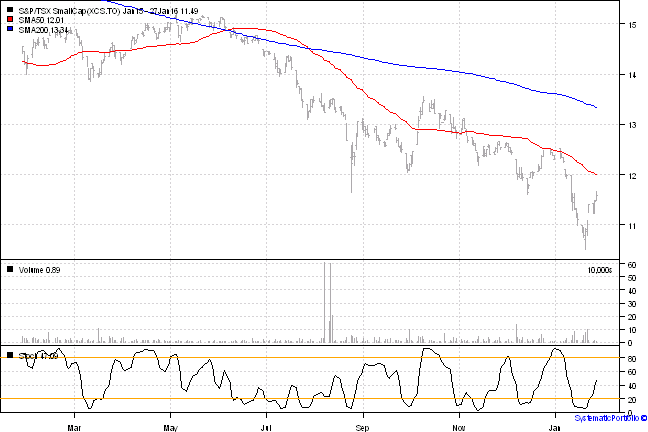 S&P/TSX SmallCap(XCS.TO) Jan15 - 27Jan16 11.49
SMA50 12.01
SMA200 13.34
15
14
13
12
11
Volume 0.89
10,000s
60
50
40
30
20
10
0
80
60
40
20
0
Mar
May
Jul
Sep
Nov
Jan
SystematicPortfolio ©